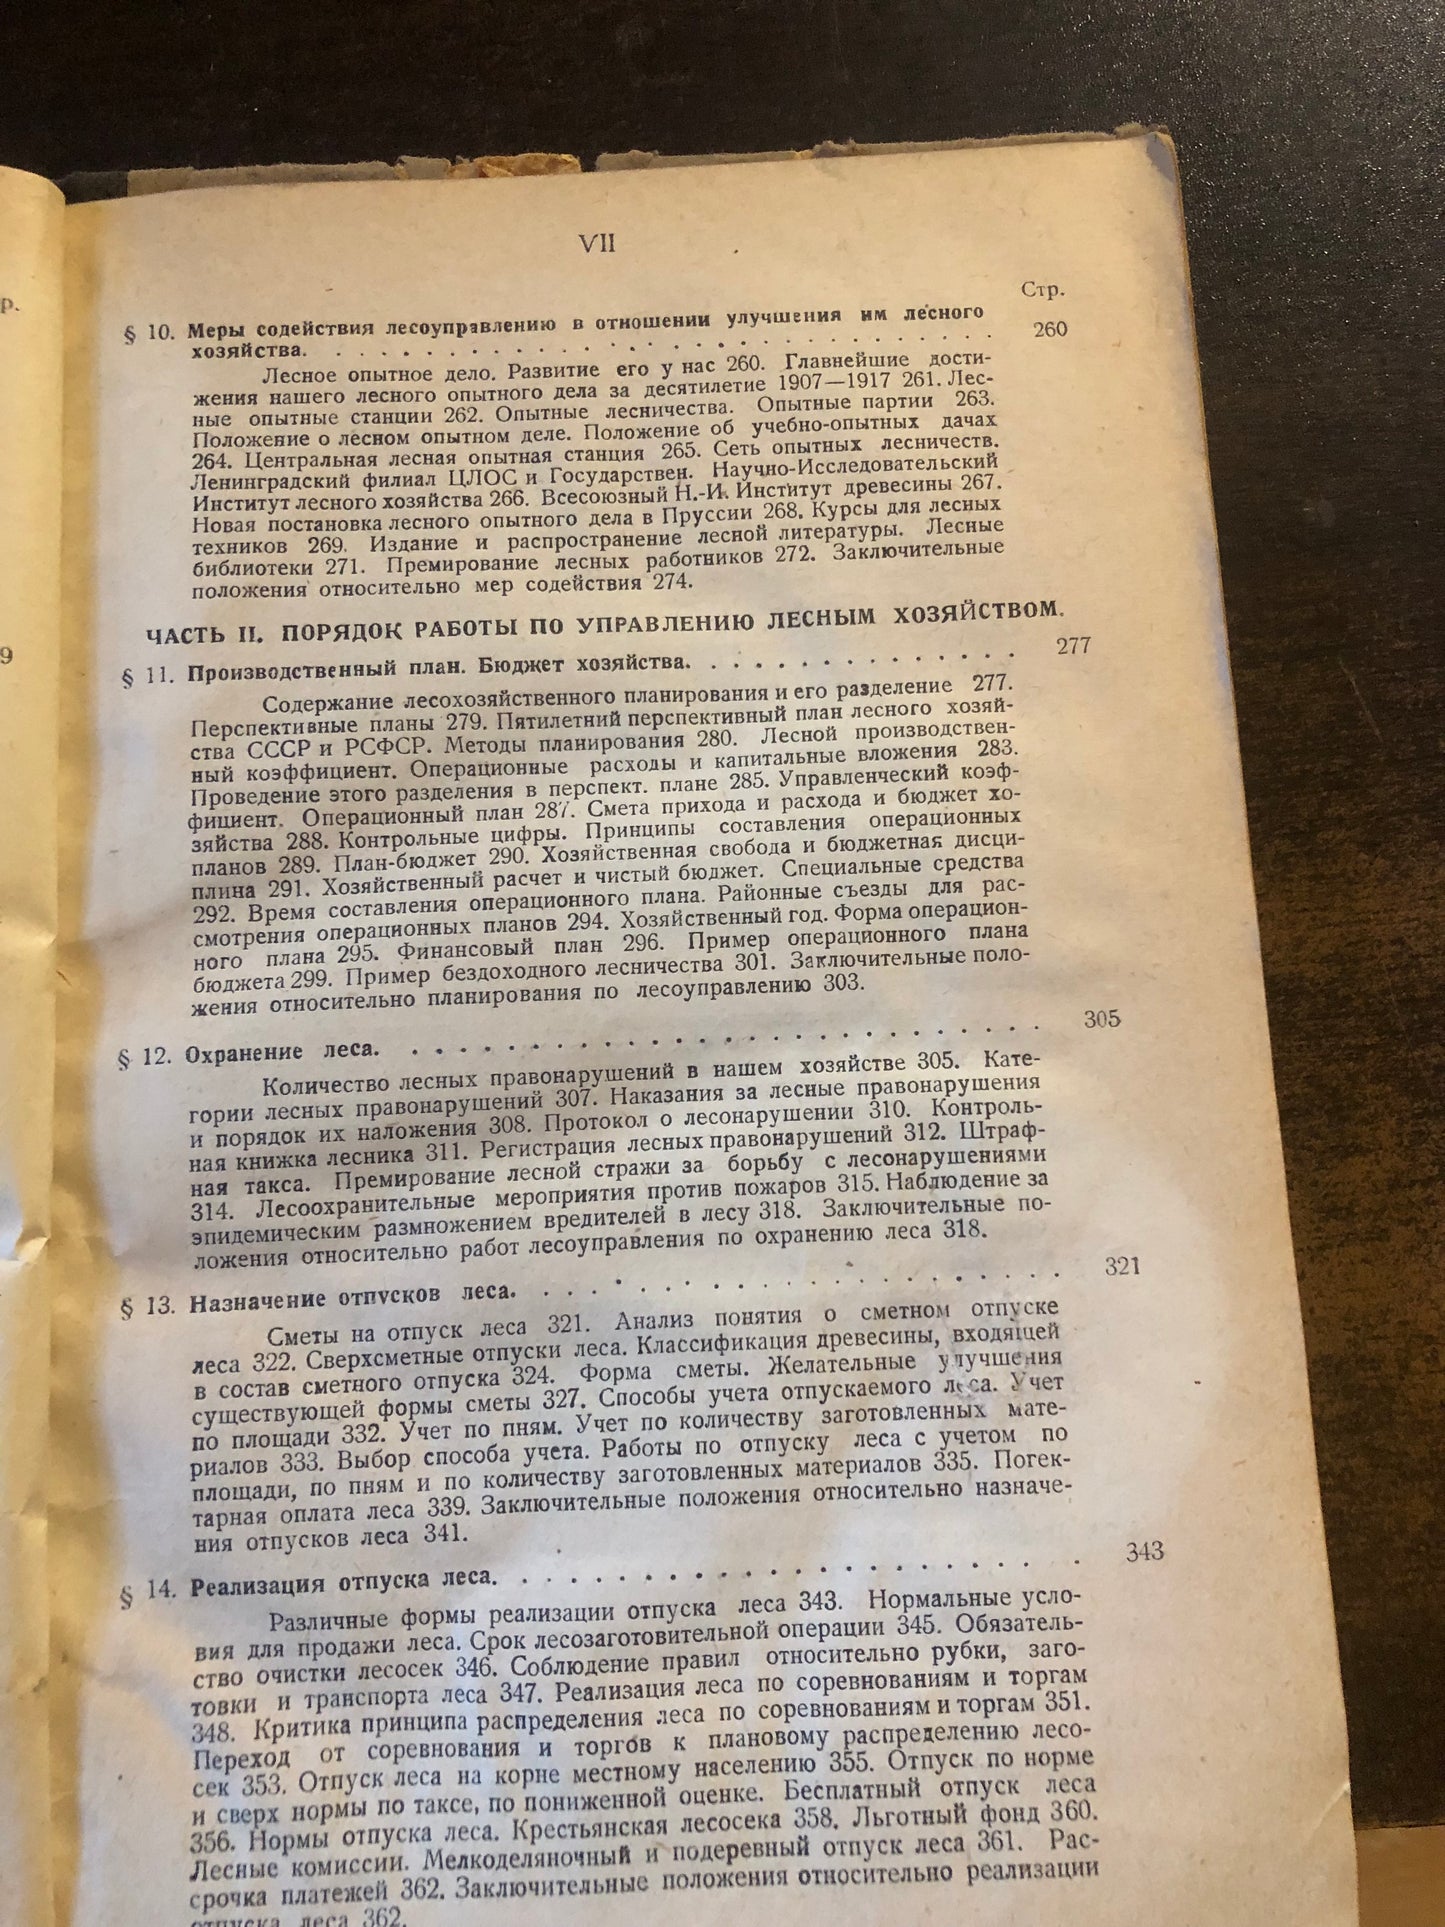 VII
Стр.
§ 10. Меры содействия лесоуправлению в отношении улучшения им лесного
хозяйства. . . . . . . . . . . . . . . . . . . . . . . . . . . . 260
Лесное опытное дело. Развитие его у нас 260. Главнейшие дости-
жения нашего лесного опытного дела за десятилетие 1907—1917 261. Лес-
ные опытные станции 262. Опытные лесничества. Опытные партии 263.
Положение о лесном опытном деле. Положение об учебно-опытных дачах
264. Центральная лесная опытная станция 265. Сеть опытных лесничеств.
Ленинградский филиал ЦЛОС и Государствен. Научно-Исследовательский
Институт лесного хозяйства 266. Всесоюзный Н.-И. Институт древесины 267.
Новая постановка лесного опытного дела в Пруссии 268. Курсы для лесных
техников 269. Издание и распространение лесной литературы. Лесные
библиотеки 271. Премирование лесных работников 272. Заключительные
положения относительно мер содействия 274.
ЧАСТЬ II. ПОРЯДОК РАБОТЫ ПО УПРАВЛЕНИЮ ЛЕСНЫМ ХОЗЯЙСТВОМ.
§ 11. Производственный план. Бюджет хозяйства. . . . . . . . . . . . . . . 277
Содержание лесохозяйственного планирования и его разделение 277.
Перспективные планы 279. Пятилетний перспективный план лесного хозяй-
ства СССР и РСФСР. Методы планирования 280. Лесной производствен-
ный коэффициент. Операционные расходы и капитальные вложения 283.
Проведение этого разделения в перспект. плане 285. Управленческий коэф-
фициент. Операционный план 287. Смета прихода и расхода и бюджет хо-
зяйства 288. Контрольные цифры. Принципы составления операционных
планов 289. План-бюджет 290. Хозяйственная свобода и бюджетная дисци-
плина 291. Хозяйственный расчет и чистый бюджет. Специальные средства
292. Время составления операционного плана. Районные съезды для рас-
смотрения операционных планов 294. Хозяйственный год. Форма операцион-
ного плана 295. Финансовый план 296. Пример операционного плана
бюджета 299. Пример бездоходного лесничества 301. Заключительные поло-
жения относительно планирования по лесоуправлению 303.
§ 12. Охранение леса. . . . . . . . . . . . . . . . . . . . . . . . . . 305
Количество лесных правонарушений в нашем хозяйстве 305. Кате-
гории лесных правонарушений 307. Наказания за лесные правонарушения
и порядок их наложения 308. Протокол о лесонарушении 310. Контроль-
ная книжка лесника 311. Регистрация лесных правонарушений 312. Штраф-
ная такса. Премирование лесной стражи за борьбу с лесонарушениями
314. Лесоохранительные мероприятия против пожаров 315. Наблюдение за
эпидемическим размножением вредителей в лесу 318. Заключительные по-
ложения относительно работ лесоуправления по охранению леса 318.
§ 13. Назначение отпусков леса. . . . . . . . . . . . . . . . . . . . . 321
Сметы на отпуск леса 321. Анализ понятия о сметном отпуске
леса 322. Сверхсметные отпуски леса. Классификация древесины, входящей
в состав сметного отпуска 324. Форма сметы. Желательные улучшения
существующей формы сметы 327. Способы учета отпускаемого леса. Учет
по площади 332. Учет по пням. Учет по количеству заготовленных мате-
риалов 333. Выбор способа учета. Работы по отпуску леса с учетом по
площади, по пням и по количеству заготовленных материалов 335. Погек-
тарная оплата леса 339. Заключительные положения относительно назначе-
ния отпусков леса 341.
§ 14. Реализация отпуска леса. . . . . . . . . . . . . . . . . . . . . . 343
Различные формы реализации отпуска леса 343. Нормальные усло-
вия для продажи леса. Срок лесозаготовительной операции 345. Обязатель-
ство очистки лесосек 346. Соблюдение правил относительно рубки, заго-
товки и транспорта леса 347. Реализация леса по соревнованиям и торгам
348. Критика принципа распределения леса по соревнованиям и торгам 351.
Переход от соревнования и торгов к плановому распределению лесо-
сек 353. Отпуск леса на корне местному населению 355. Отпуск по норме
и сверх нормы по таксе, по пониженной оценке. Бесплатный отпуск леса
356. Нормы отпуска леса. Крестьянская лесосека 358. Льготный фонд 360.
Лесные комиссии. Мелкоделяночный и подеревный отпуск леса 361. Рас-
срочка платежей 362. Заключительные положения относительно реализации
отпуска леса 362.